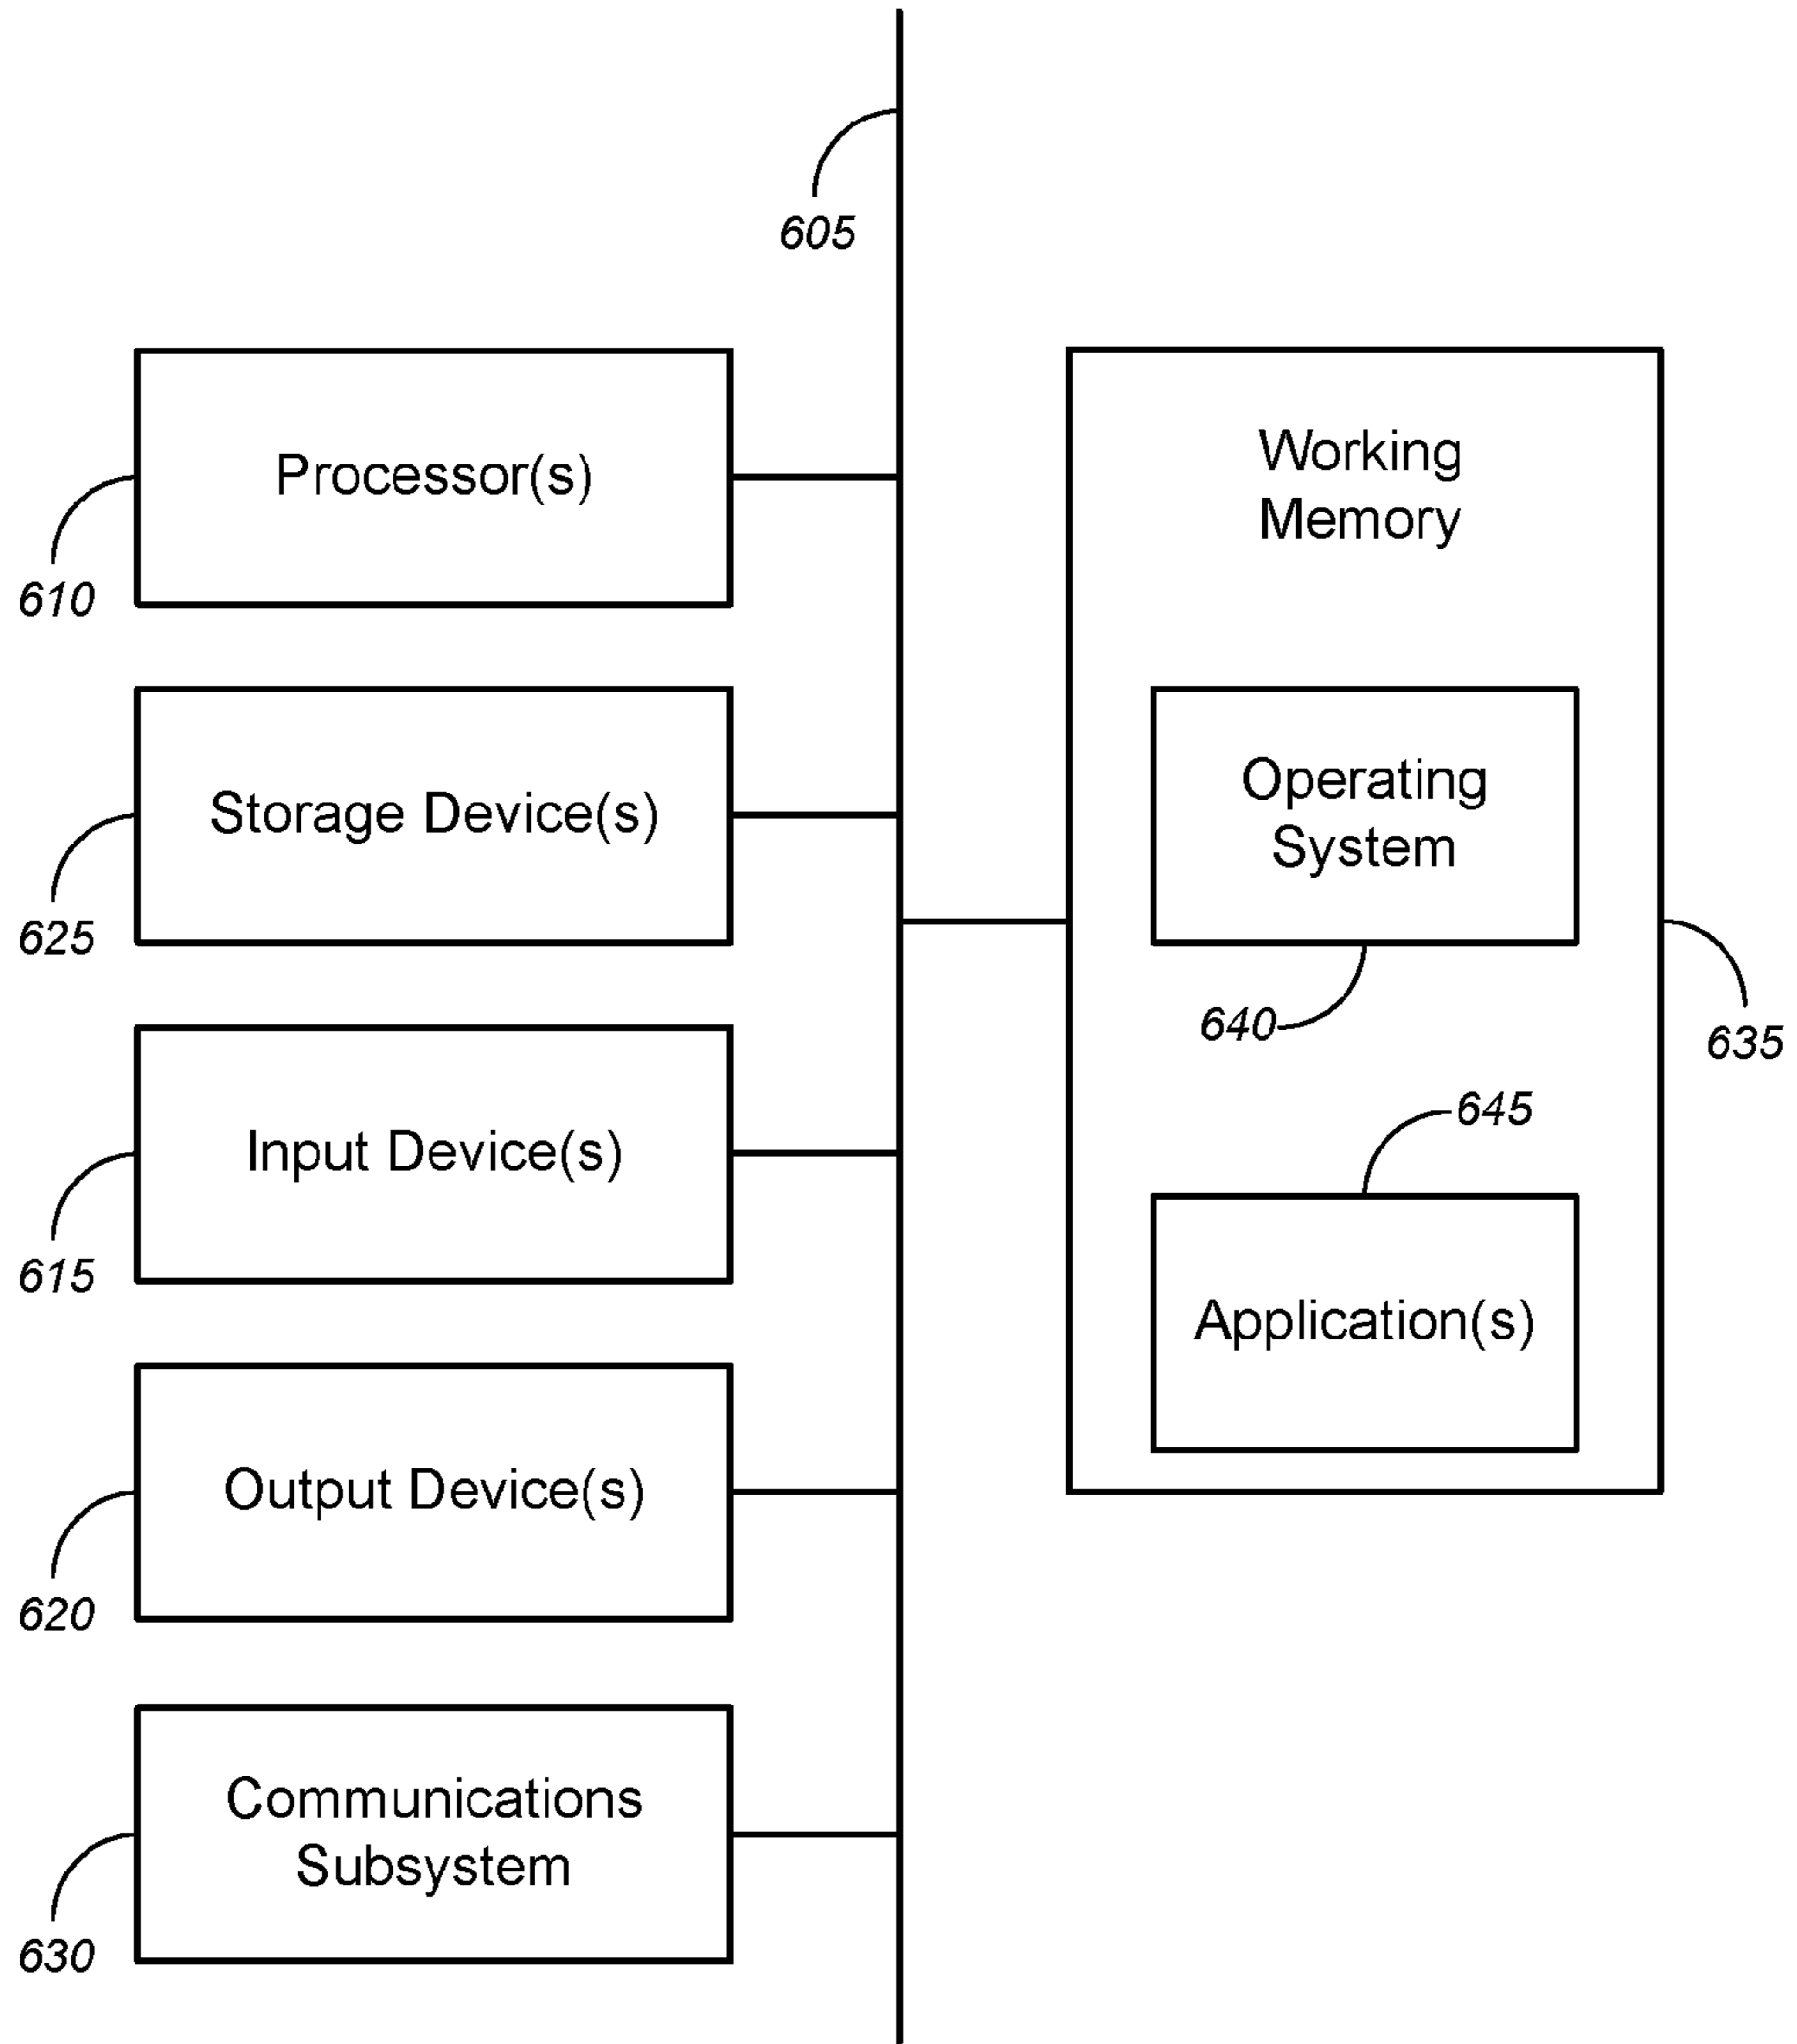 605
Processor(s)
610
Storage Device(s)
625
Input Device(s)
615
Output Device(s)
620
Communications
Subsystem
630
Working
Memory
Operating
System
640
635
645
Application(s)